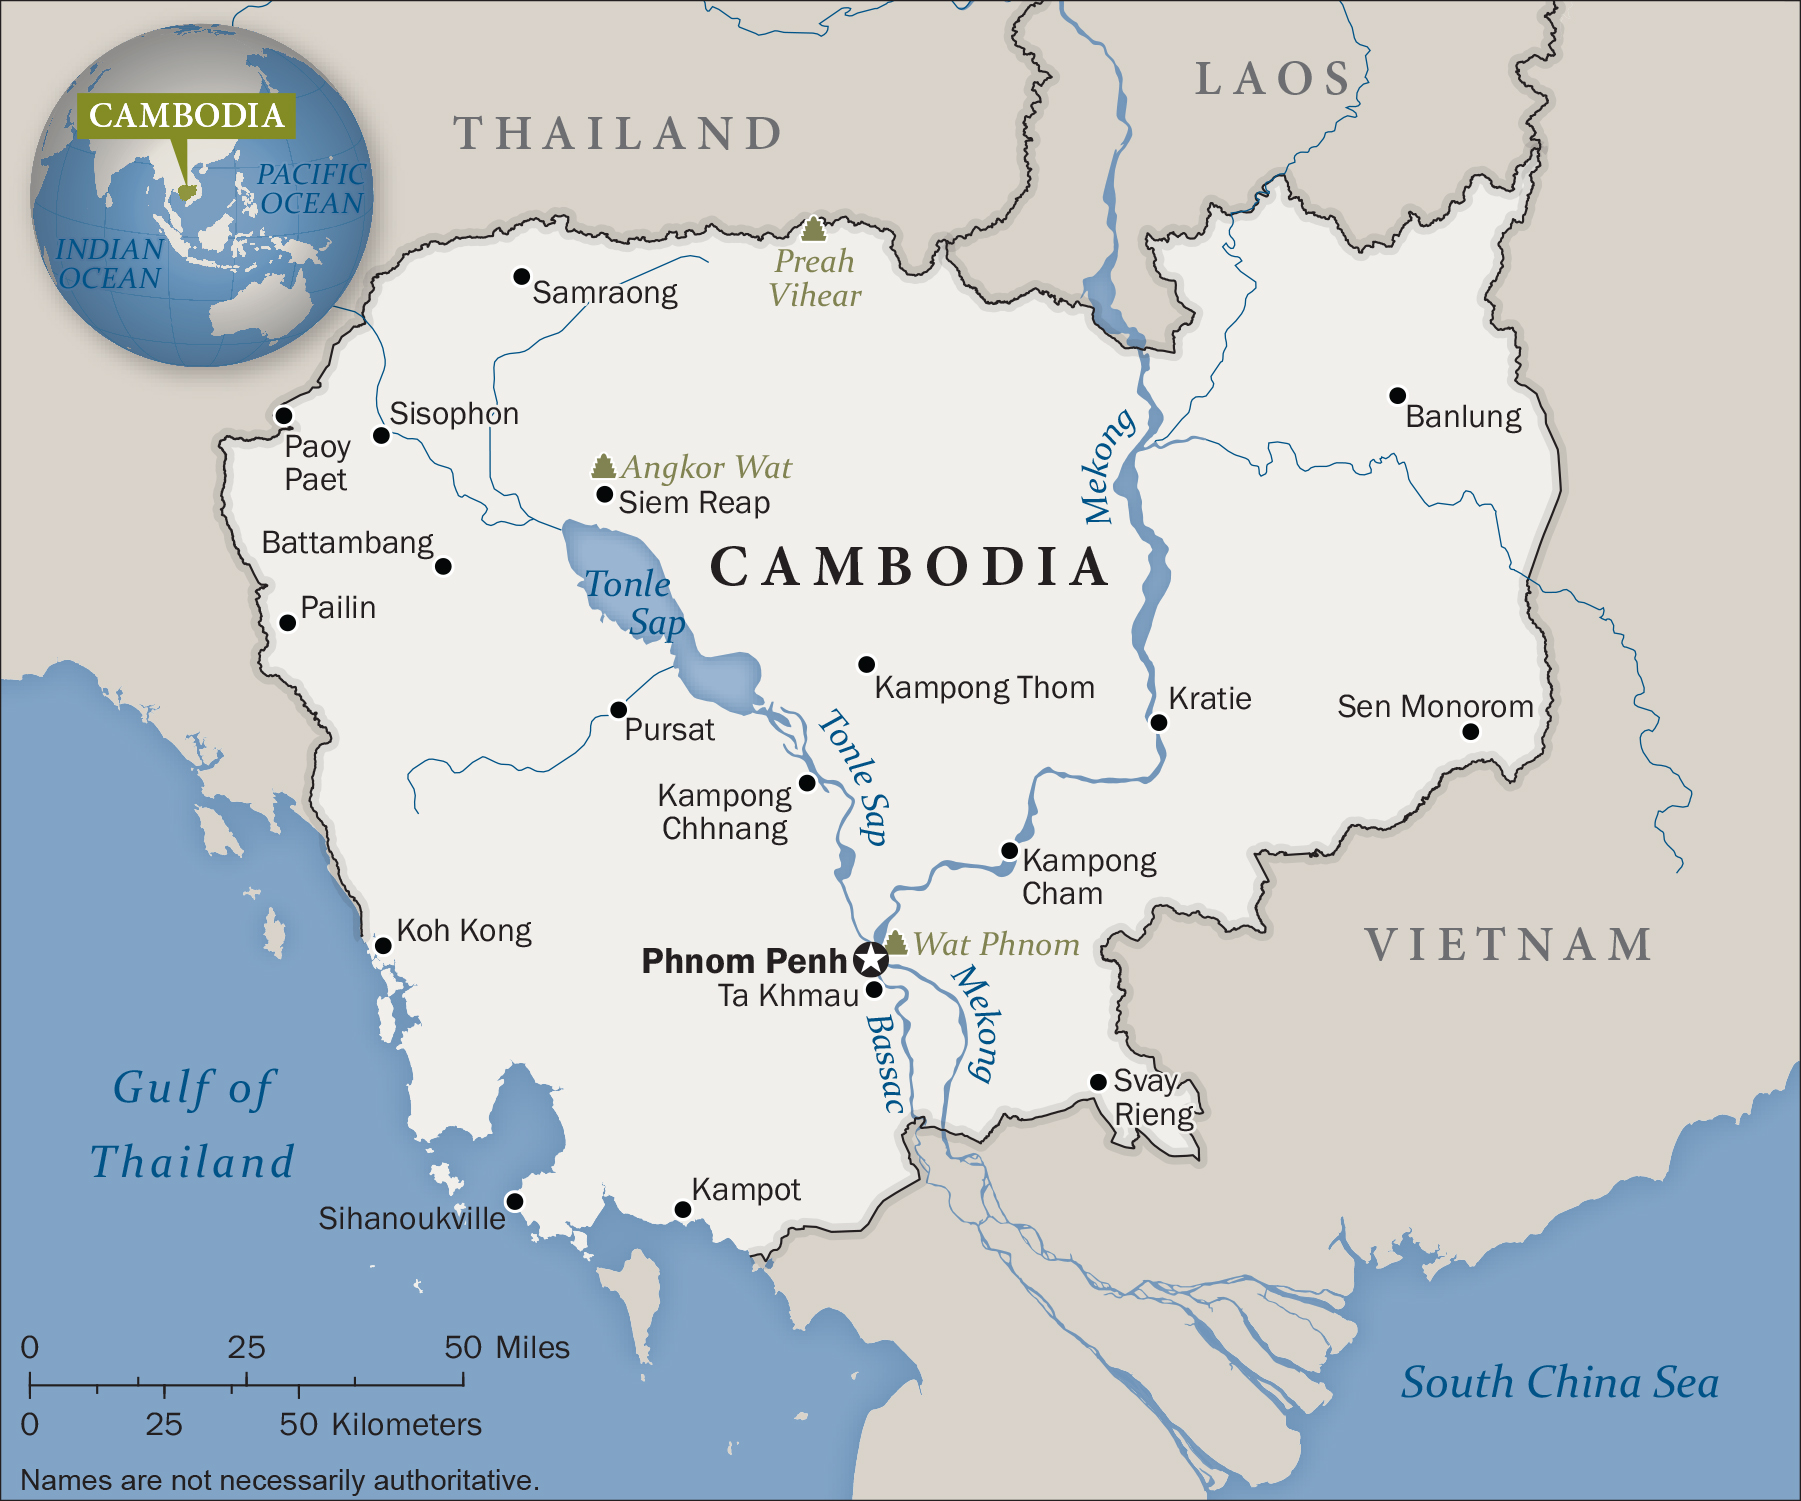 LAOS
THAILAND
CAMBODIA
PACIFIC
OCEAN
INDIAN
OCEAN
Preah
Vihear
Samraong
Sisophon
Paoy
Paet
Banlung
Mekong
Angkor Wat
Siem Reap
Battambang
CAMBODIA
Tonle
Sap
Pailin
Kampong Thom
Kratie
Sen Monorom
Pursat
Tonle Sap
Kampong
Chhnang
Kampong
Cham
Koh Kong
Wat Phnom
VIETNAM
Phnom Penh
Ta Khmau
Mekong
Bassac
Svay
Rieng
Gulf of
Thailand
Kampot
Sihanoukville
South China Sea
0 25 50 Miles
0 25 50 Kilometers
Names are not necessarily authoritative.